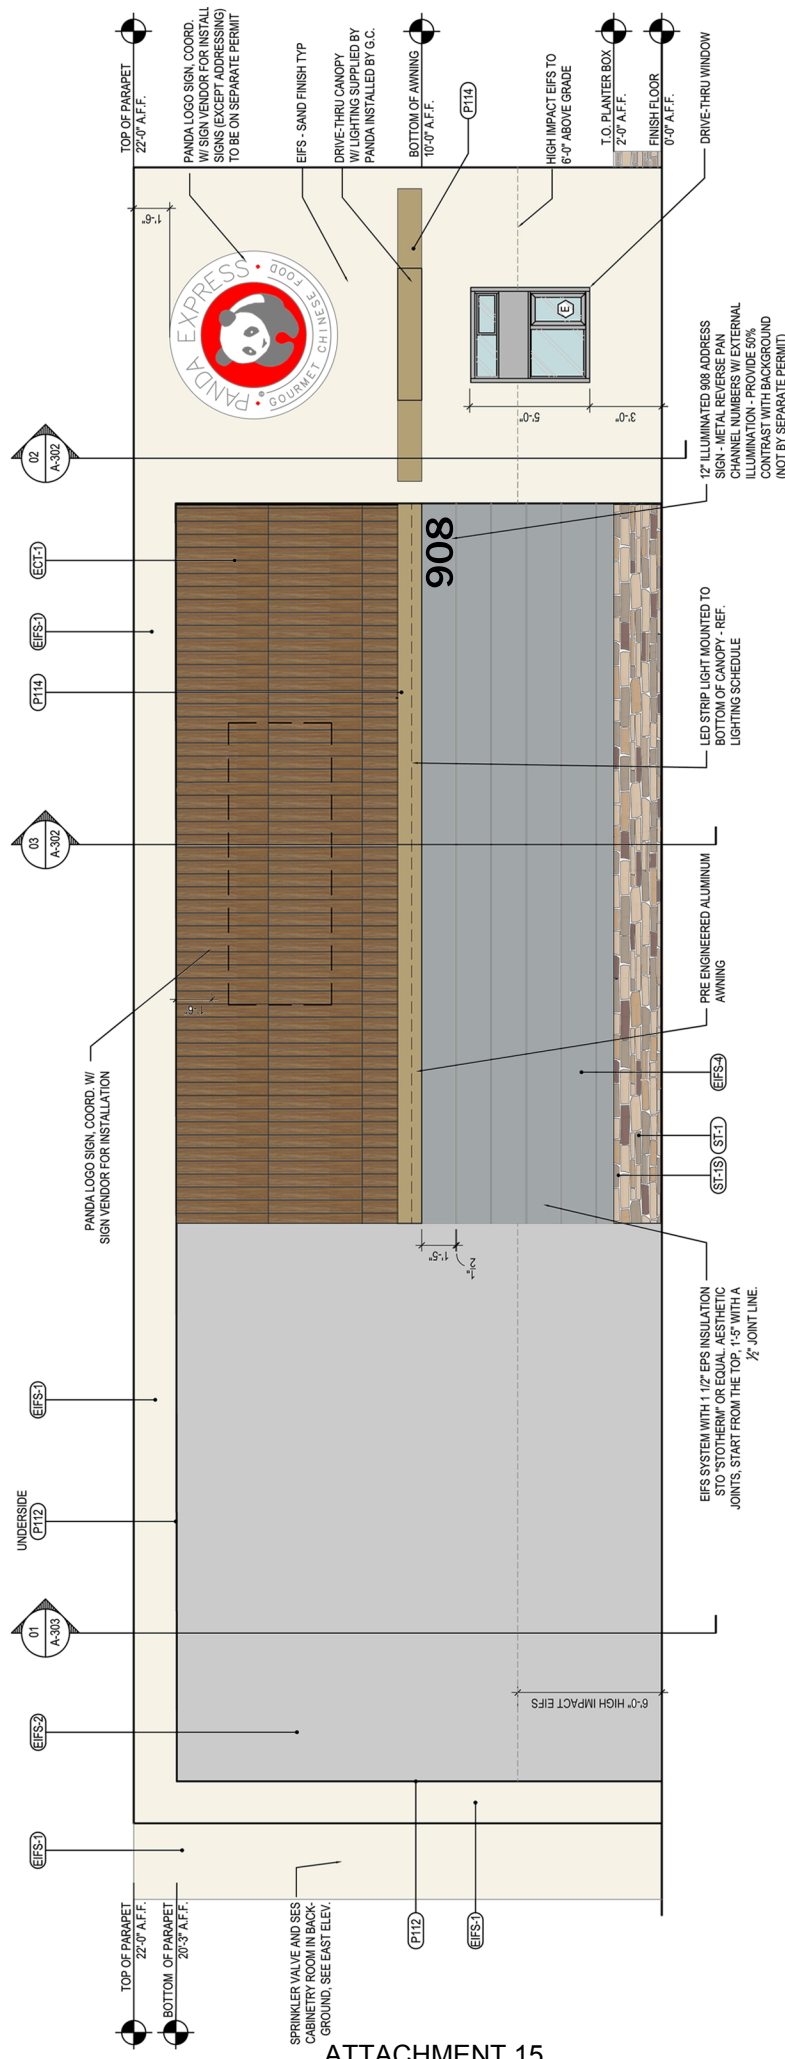 TOP OF PARAPET
22'-0" A.F.F.
PANDA LOGO SIGN, COORD.
W/ SIGN VENDOR FOR INSTALL
SIGNS (EXCEPT ADDRESSING)
TO BE ON SEPARATE PERMIT
EIFS - SAND FINISH TYP
DRIVE-THRU CANOPY
W/ LIGHTING SUPPLIED BY
PANDA INSTALLED BY G.C.
BOTTOM OF AWNING
10'-0" A.F.F.
P114
HIGH IMPACT EIFS TO
6'-0" ABOVE GRADE
T.O. PLANTER BOX
2'-0" A.F.F.
FINISH FLOOR
0'-0" A.F.F.
DRIVE-THRU WINDOW
1'-6"
PANDA EXPRESS
GOURMET CHINESE FOOD
®
E
5'-0"
3'-0"
02
A-302
12" ILLUMINATED 908 ADDRESS
SIGN - METAL REVERSE PAN
CHANNEL NUMBERS W/ EXTERNAL
ILLUMINATION - PROVIDE 50%
CONTRAST WITH BACKGROUND
(NOT BY SEPARATE PERMIT)
ECT-1
EIFS-1
P114
908
LED STRIP LIGHT MOUNTED TO
BOTTOM OF CANOPY - REF.
LIGHTING SCHEDULE
03
A-302
PANDA LOGO SIGN, COORD. W/
SIGN VENDOR FOR INSTALLATION
1'-6"
PRE ENGINEERED ALUMINUM
AWNING
EIFS-4
ST-1
ST-1S
1'-5"
1/2"
EIFS SYSTEM WITH 1 1/2" EPS INSULATION
STO "STOTHERM" OR EQUAL. AESTHETIC
JOINTS, START FROM THE TOP, 1'-5" WITH A
½" JOINT LINE.
EIFS-1
UNDERSIDE
P112
01
A-303
EIFS-2
6'-0" HIGH IMPACT EIFS
EIFS-1
P112
EIFS-1
TOP OF PARAPET
22'-0" A.F.F.
BOTTOM OF PARAPET
20'-3" A.F.F.
SPRINKLER VALVE AND SES
CABINETRY ROOM IN BACK-
GROUND, SEE EAST ELEV.
ATTACHMENT 15